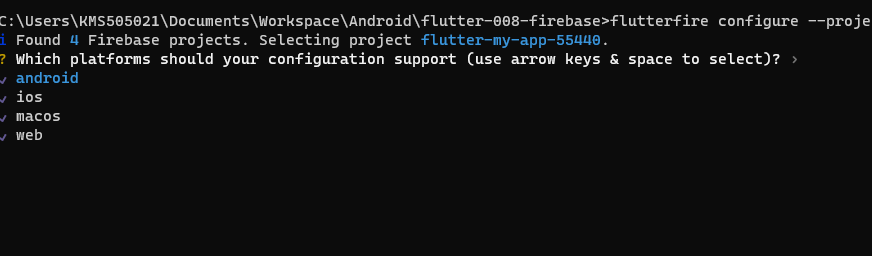 C:\Users\KMS505021\Documents\Workspace\Android\flutter-008-firebase>flutterfire configure --proje
i Found 4 Firebase projects. Selecting project flutter-my-app-55440.
? Which platforms should your configuration support (use arrow keys & space to select)? ›
✔ android
✔ ios
✔ macos
✔ web